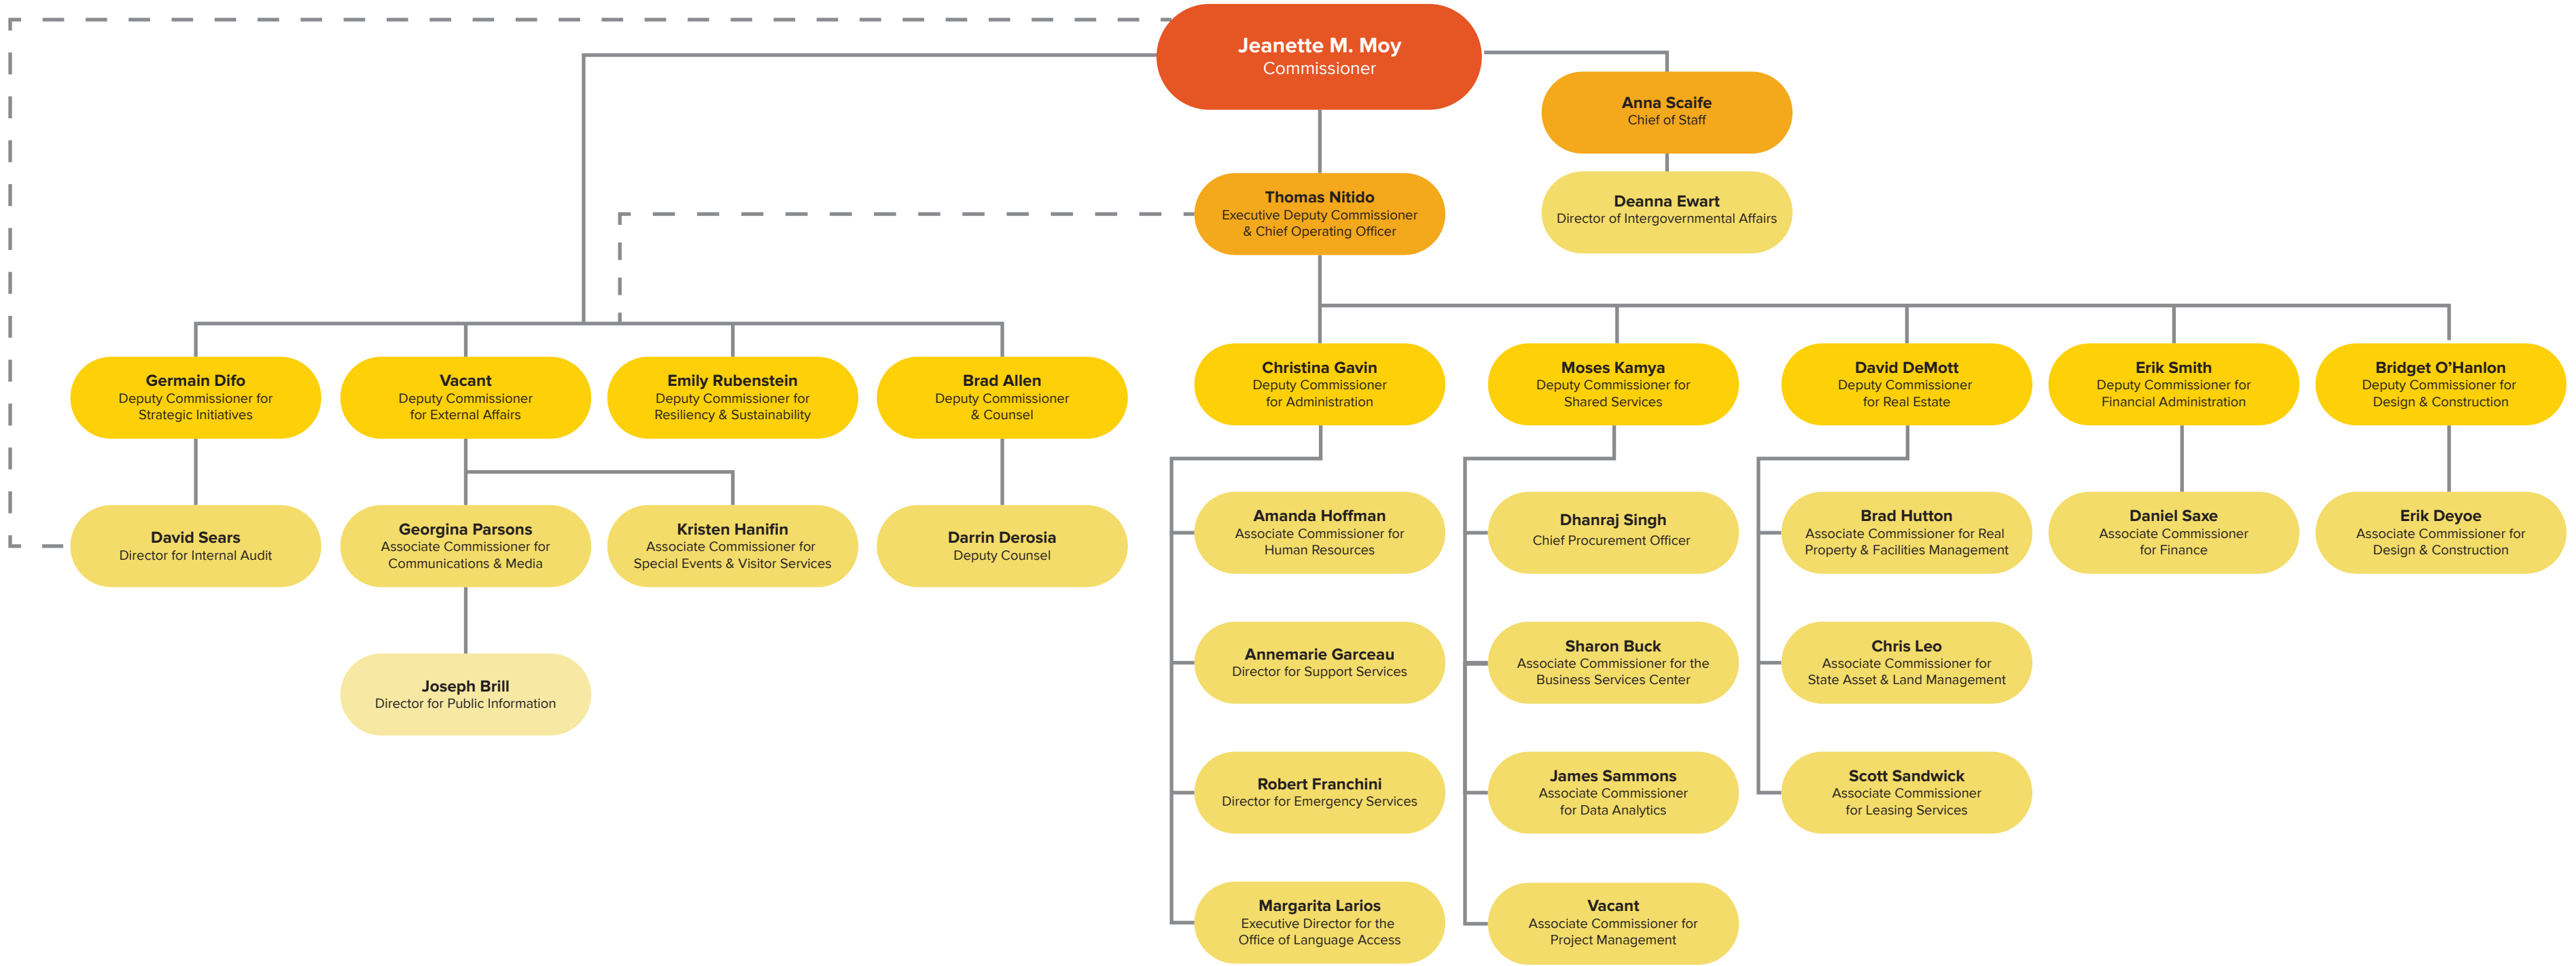 Jeanette M. Moy
Commissioner
Anna Scaife
Chief of Staff
Thomas Nitido
Executive Deputy Commissioner
& Chief Operating Officer
Deanna Ewart
Director of Intergovernmental Affairs
Germain Difo
Deputy Commissioner for
Strategic Initiatives
Vacant
Deputy Commissioner
for External Affairs
Emily Rubenstein
Deputy Commissioner for
Resiliency & Sustainability
Brad Allen
Deputy Commissioner
& Counsel
Christina Gavin
Deputy Commissioner
for Administration
Moses Kamya
Deputy Commissioner for
Shared Services
David DeMott
Deputy Commissioner
for Real Estate
Erik Smith
Deputy Commissioner for
Financial Administration
Bridget O’Hanlon
Deputy Commissioner for
Design & Construction
David Sears
Director for Internal Audit
Georgina Parsons
Associate Commissioner for
Communications & Media
Kristen Hanifin
Associate Commissioner for
Special Events & Visitor Services
Darrin Derosia
Deputy Counsel
Amanda Hoffman
Associate Commissioner for
Human Resources
Dhanraj Singh
Chief Procurement Officer
Brad Hutton
Associate Commissioner for Real
Property & Facilities Management
Daniel Saxe
Associate Commissioner
for Finance
Erik Deyoe
Associate Commissioner for
Design & Construction
Joseph Brill
Director for Public Information
Annemarie Garceau
Director for Support Services
Sharon Buck
Associate Commissioner for the
Business Services Center
Chris Leo
Associate Commissioner for
State Asset & Land Management
Robert Franchini
Director for Emergency Services
James Sammons
Associate Commissioner
for Data Analytics
Scott Sandwick
Associate Commissioner
for Leasing Services
Margarita Larios
Executive Director for the
Office of Language Access
Vacant
Associate Commissioner for
Project Management